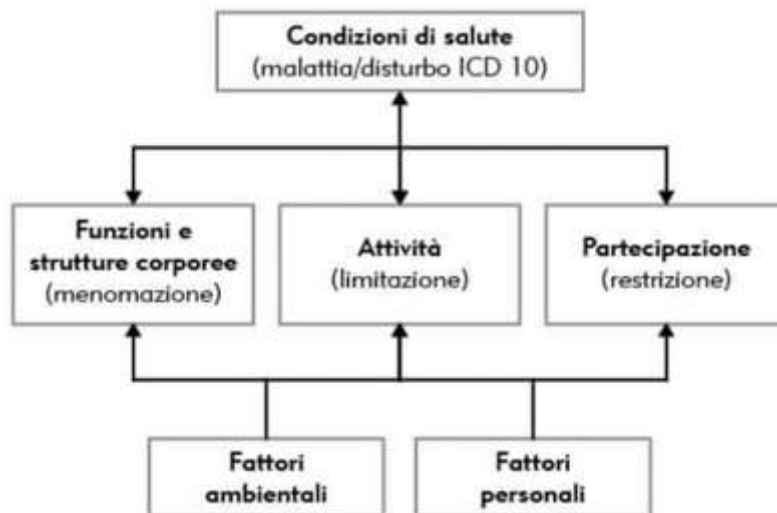 Condizioni di salute
(malattia/disturbo ICD 10)
Funzioni e
strutture corporee
(menomazione)
Attività
(limitazione)
Partecipazione
(restrizione)
Fattori
ambientali
Fattori
personali